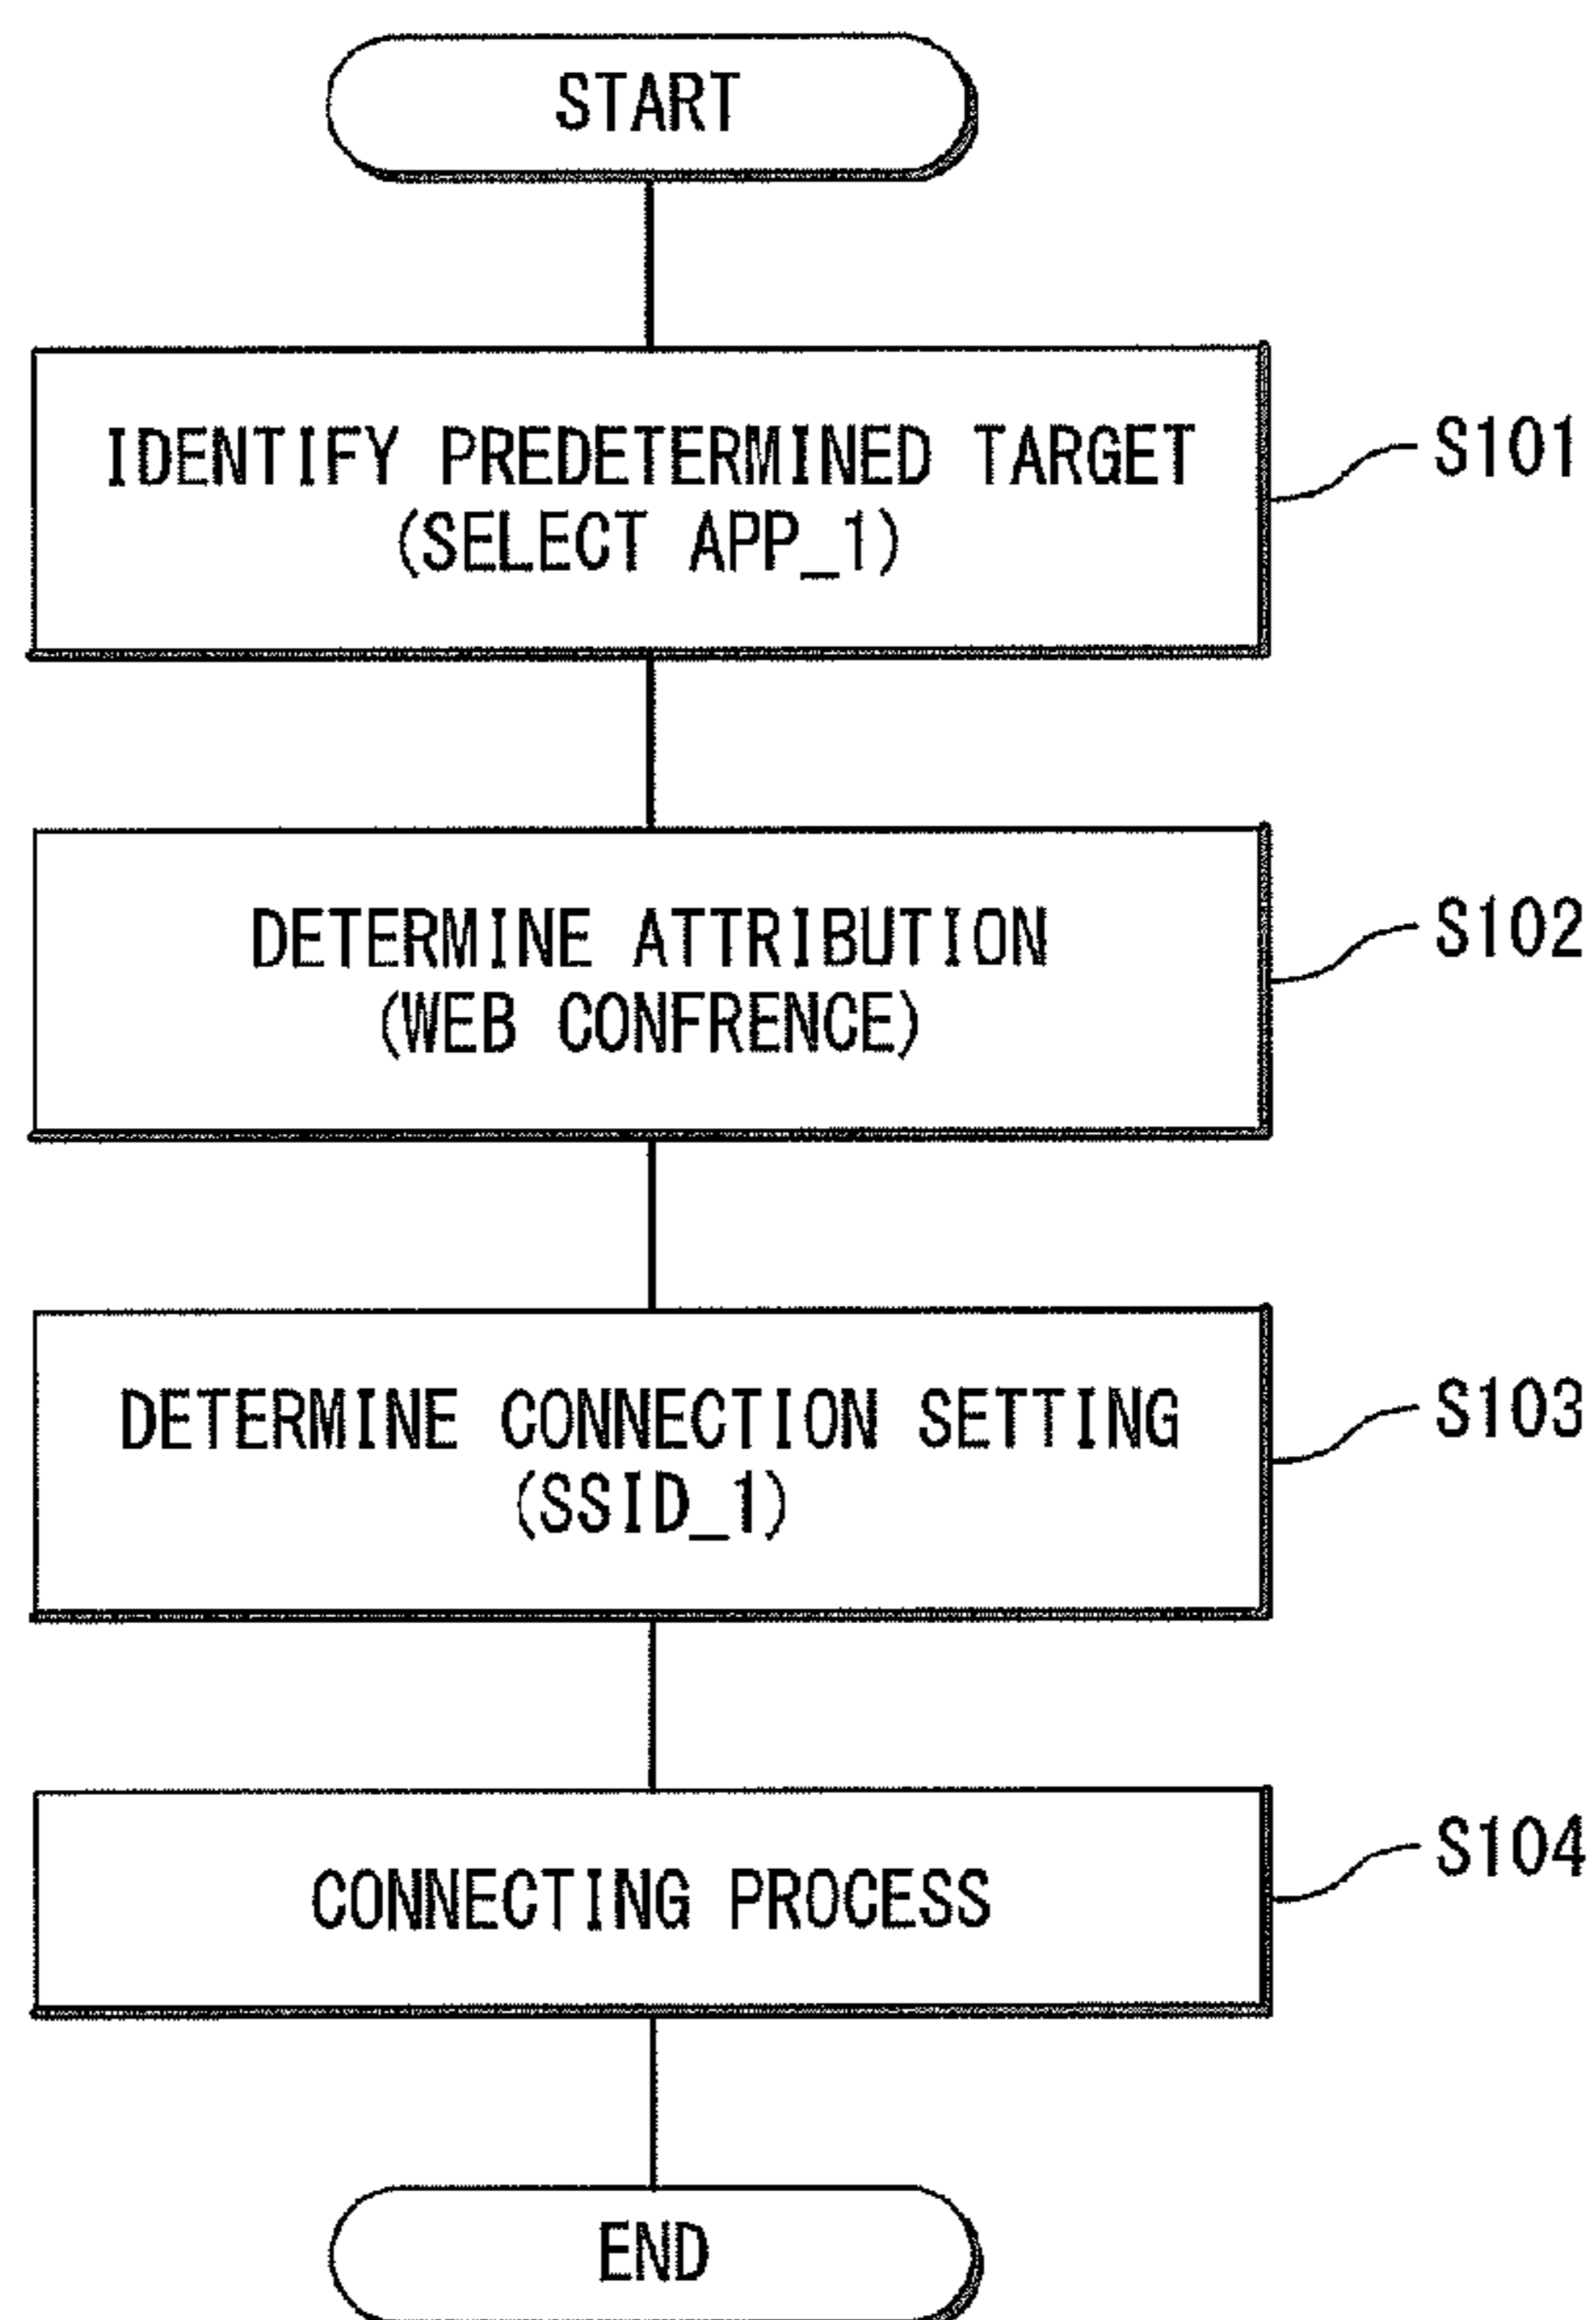 START
IDENTIFY PREDETERMINED TARGET
(SELECT APP_1)
S101
DETERMINE ATTRIBUTION
(WEB CONFRENCE)
S102
DETERMINE CONNECTION SETTING
(SSID_1)
S103
CONNECTING PROCESS
S104
END